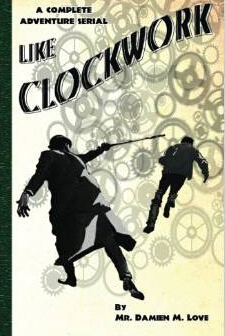 A COMPLETE
ADVENTURE SERIAL
LIKE
CLOCKWORK
BY
MR. DAMIEN M. LOVE